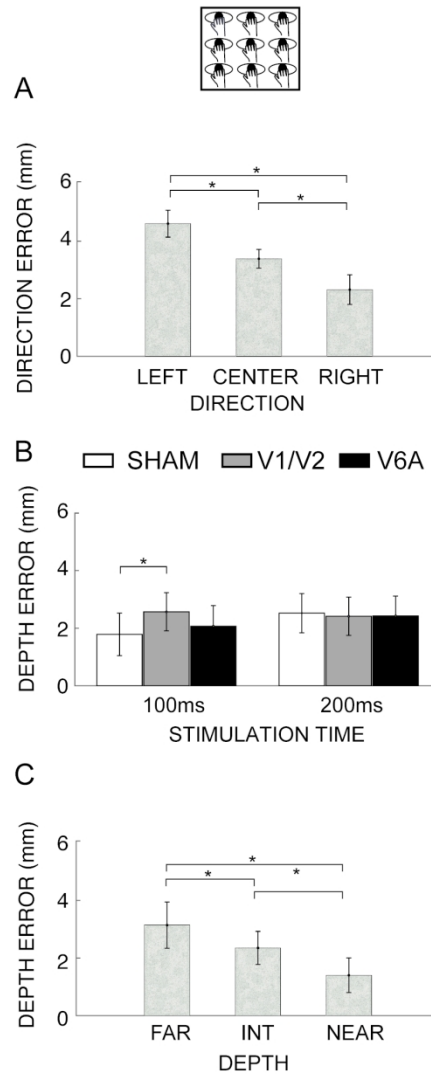 A
DIRECTION ERROR (mm)
6
4
2
0
* * *
LEFT CENTER RIGHT
DIRECTION
B
SHAM V1/V2 V6A
DEPTH ERROR (mm)
6
4
2
0
*
100ms 200ms
STIMULATION TIME
C
DEPTH ERROR (mm)
6
4
2
0
* * *
FAR INT NEAR
DEPTH